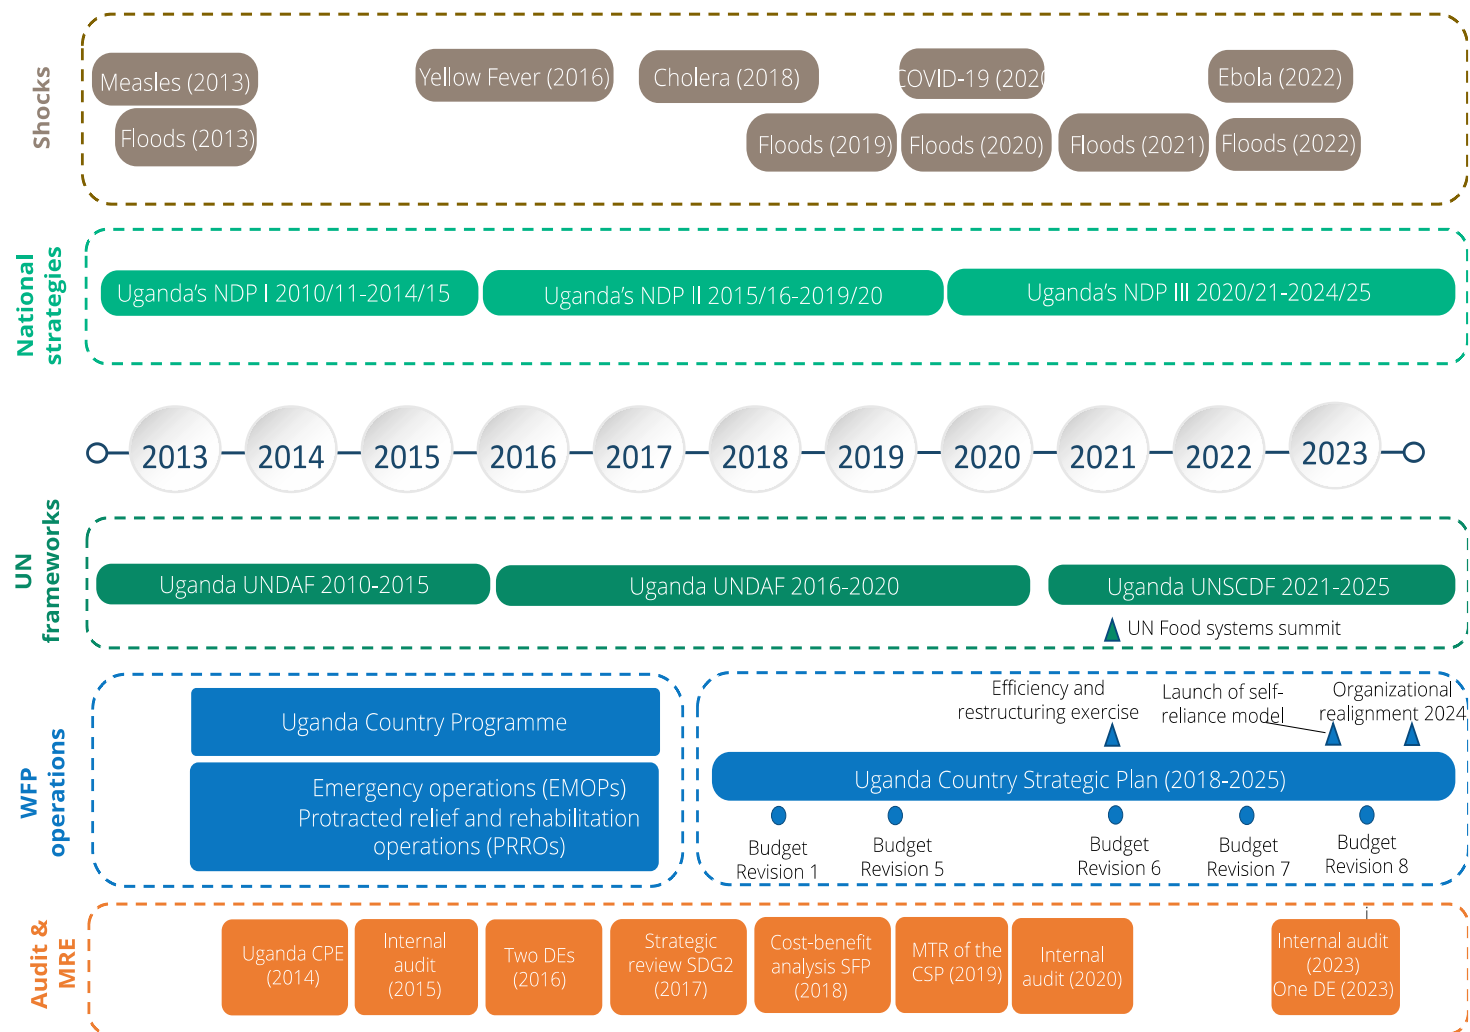 Shocks
Measles (2013)
Yellow Fever (2016)
Cholera (2018)
COVID-19 (2020
Ebola (2022)
Floods (2013)
Floods (2019)
Floods (2020)
Floods (2021)
Floods (2022)
National
strategies
Uganda's NDP I 2010/11-2014/15
Uganda's NDP II 2015/16-2019/20
Uganda's NDP III 2020/21-2024/25
2013
2014
2015
2016
2017
2018
2019
2020
2021
2022
2023
UN
frameworks
Uganda UNDAF 2010-2015
Uganda UNDAF 2016-2020
Uganda UNSCDF 2021-2025
UN Food systems summit
WFP
operations
Uganda Country Programme
Emergency operations (EMOPs)
Protracted relief and rehabilitation
operations (PRROs)
Efficiency and
restructuring exercise
Launch of self-
reliance model
Organizational
realignment 2024
Uganda Country Strategic Plan (2018-2025)
Budget
Revision 1
Budget
Revision 5
Budget
Revision 6
Budget
Revision 7
Budget
Revision 8
Audit &
MRE
Uganda CPE
(2014)
Internal
audit
(2015)
Two DEs
(2016)
Strategic
review SDG2
(2017)
Cost-benefit
analysis SFP
(2018)
MTR of the
CSP (2019)
Internal
audit (2020)
Internal audit
(2023)
One DE (2023)